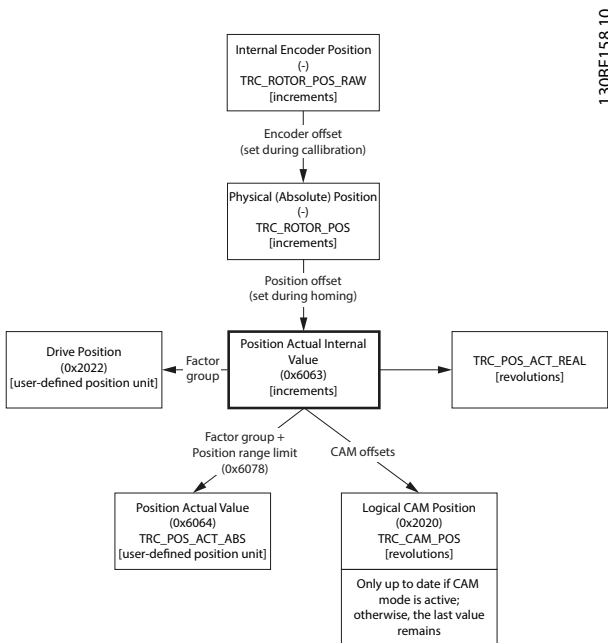 130BE158.10
Internal Encoder Position
(-)
TRC_ROTOR_POS_RAW
[increments]
Encoder offset
(set during callibration)
Physical (Absolute) Position
(-)
TRC_ROTOR_POS
[increments]
Position offset
(set during homing)
Drive Position
(0x2022)
[user-defined position unit]
Factor
group
Position Actual Internal
Value
(0x6063)
[increments]
TRC_POS_ACT_REAL
[revolutions]
Factor group +
Position range limit
(0x6078)
CAM offsets
Position Actual Value
(0x6064)
TRC_POS_ACT_ABS
[user-defined position unit]
Logical CAM Position
(0x2020)
TRC_CAM_POS
[revolutions]
Only up to date if CAM
mode is active;
otherwise, the last value
remains